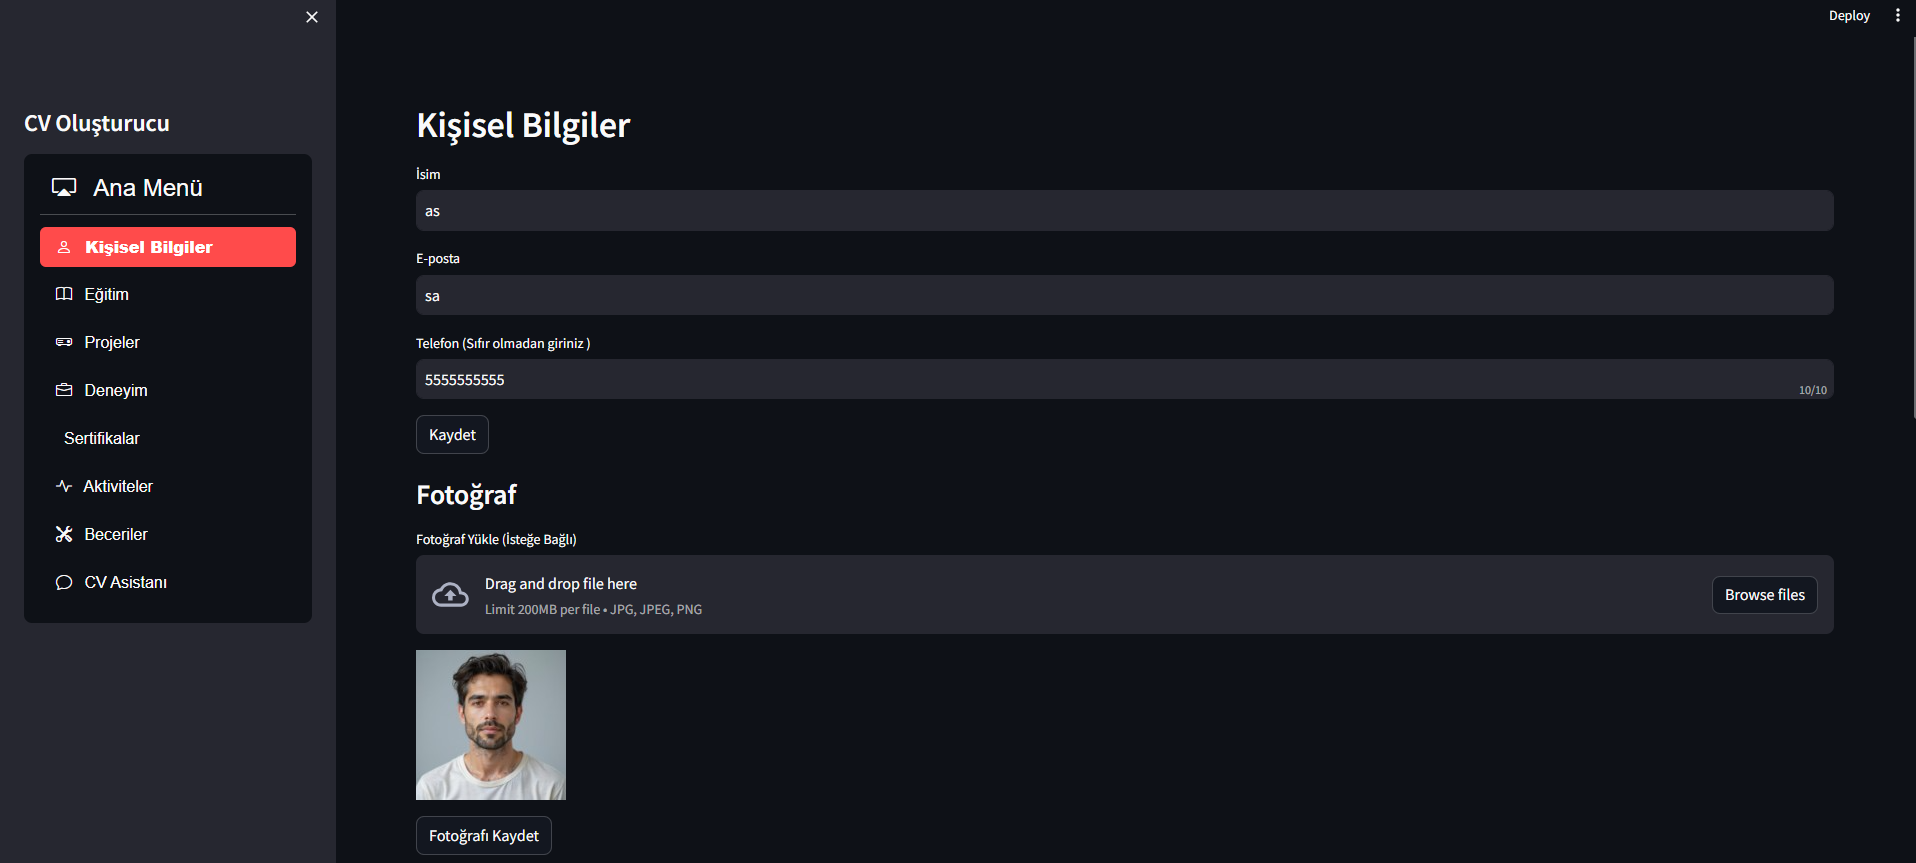 Deploy
CV Oluşturucu
Ana Menü
Kişisel Bilgiler
Eğitim
Projeler
Deneyim
Sertifikalar
Aktiviteler
Beceriler
CV Asistanı
Kişisel Bilgiler
İsim
as
E-posta
sa
Telefon (Sıfır olmadan giriniz )
5555555555
10/10
Kaydet
Fotoğraf
Fotoğraf Yükle (İsteğe Bağlı)
Drag and drop file here
Limit 200MB per file • JPG, JPEG, PNG
Browse files
Fotoğrafı Kaydet